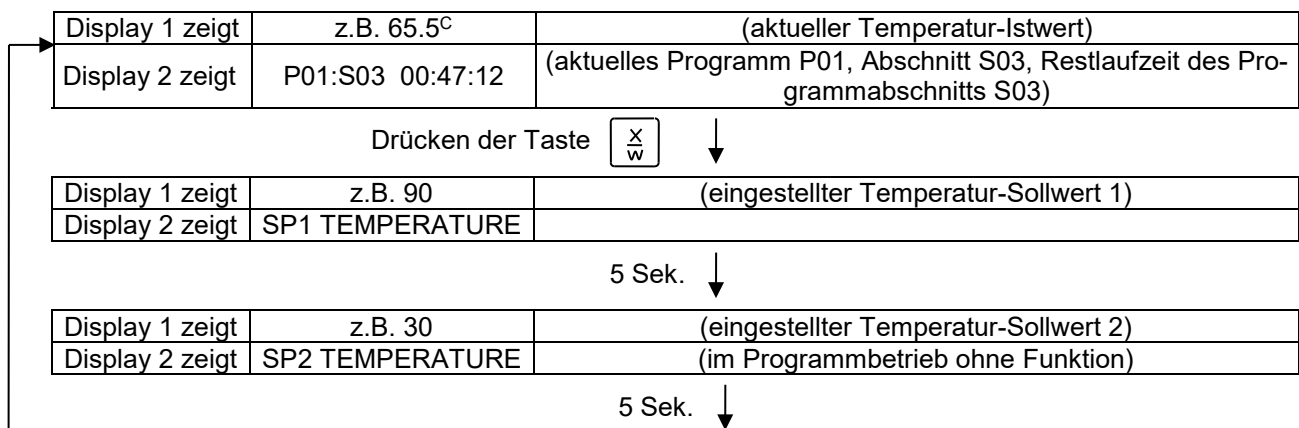 Display 1 zeigt z.B. 65.5ᶜ (aktueller Temperatur-Istwert)
Display 2 zeigt P01:S03 00:47:12 (aktuelles Programm P01, Abschnitt S03, Restlaufzeit des Pro-
grammabschnitts S03)
Drücken der Taste x/w
Display 1 zeigt z.B. 90 (eingestellter Temperatur-Sollwert 1)
Display 2 zeigt SP1 TEMPERATURE
5 Sek.
Display 1 zeigt z.B. 30 (eingestellter Temperatur-Sollwert 2)
Display 2 zeigt SP2 TEMPERATURE (im Programmbetrieb ohne Funktion)
5 Sek.